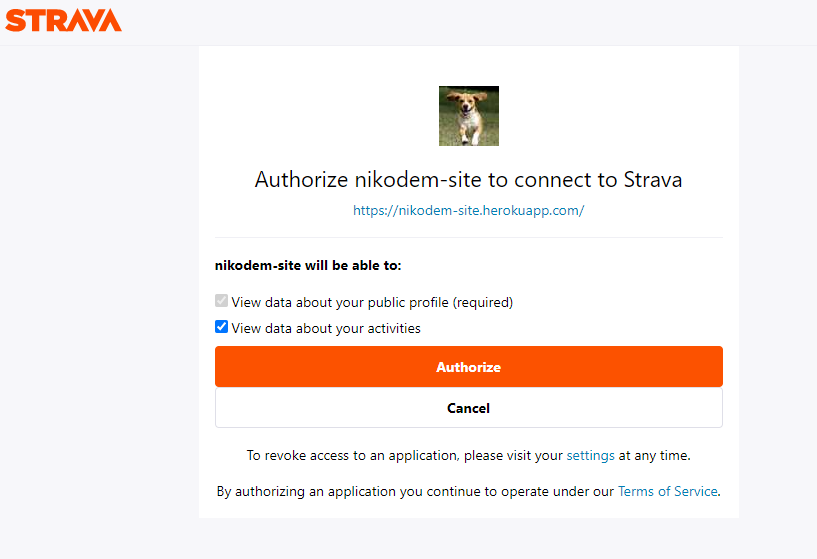 STRAVA
Authorize nikodem-site to connect to Strava
https://nikodem-site.herokuapp.com/
nikodem-site will be able to:
View data about your public profile (required)
View data about your activities
Authorize
Cancel
To revoke access to an application, please visit your settings at any time.
By authorizing an application you continue to operate under our Terms of Service.